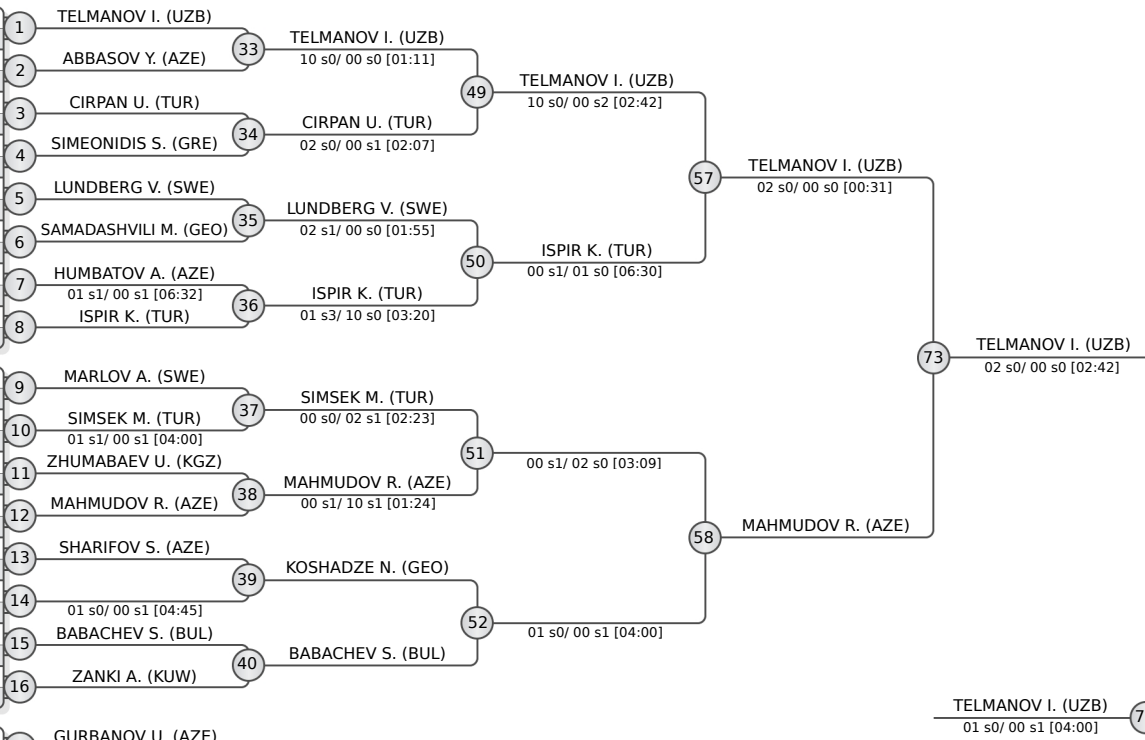 1
TELMANOV I. (UZB)
2
ABBASOV Y. (AZE)
3
CIRPAN U. (TUR)
4
SIMEONIDIS S. (GRE)
5
LUNDBERG V. (SWE)
6
SAMADASHVILI M. (GEO)
7
HUMBATOV A. (AZE)
01 s1/ 00 s1 [06:32]
8
ISPIR K. (TUR)
9
MARLOV A. (SWE)
10
SIMSEK M. (TUR)
01 s1/ 00 s1 [04:00]
11
ZHUMABAEV U. (KGZ)
12
MAHMUDOV R. (AZE)
13
SHARIFOV S. (AZE)
14
01 s0/ 00 s1 [04:45]
15
BABACHEV S. (BUL)
16
ZANKI A. (KUW)
GURBANOV U. (AZE)
33
TELMANOV I. (UZB)
10 s0/ 00 s0 [01:11]
34
CIRPAN U. (TUR)
02 s0/ 00 s1 [02:07]
35
LUNDBERG V. (SWE)
02 s1/ 00 s0 [01:55]
36
ISPIR K. (TUR)
01 s3/ 10 s0 [03:20]
37
SIMSEK M. (TUR)
00 s0/ 02 s1 [02:23]
38
MAHMUDOV R. (AZE)
00 s1/ 10 s1 [01:24]
39
KOSHADZE N. (GEO)
40
BABACHEV S. (BUL)
49
TELMANOV I. (UZB)
10 s0/ 00 s2 [02:42]
50
ISPIR K. (TUR)
00 s1/ 01 s0 [06:30]
51
00 s1/ 02 s0 [03:09]
52
01 s0/ 00 s1 [04:00]
57
TELMANOV I. (UZB)
02 s0/ 00 s0 [00:31]
58
MAHMUDOV R. (AZE)
73
TELMANOV I. (UZB)
02 s0/ 00 s0 [02:42]
TELMANOV I. (UZB)
01 s0/ 00 s1 [04:00]